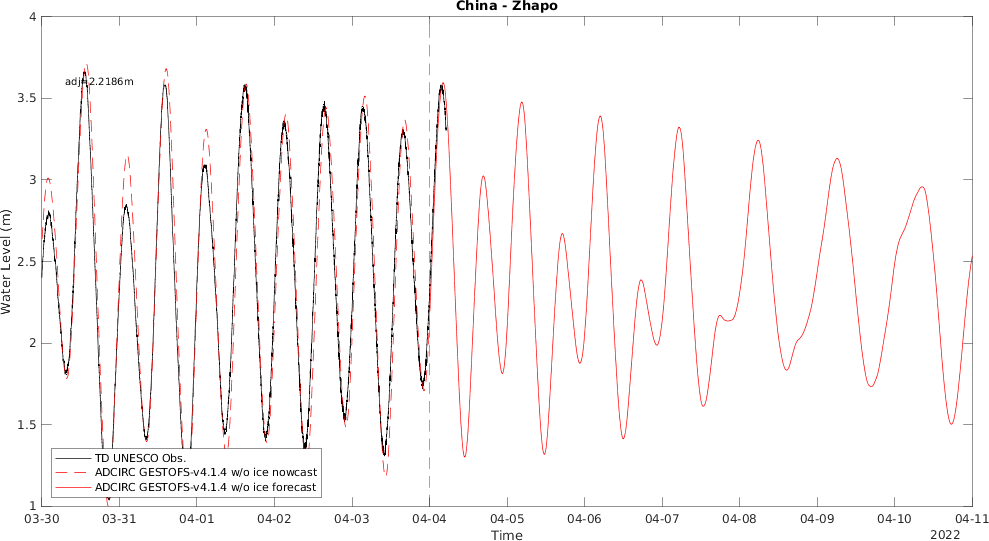 China - Zhapo
4
adj=2.2186m
3.5
3
2.5
2
1.5
1
Water Level (m)
TD UNESCO Obs.
ADCIRC GESTOFS-v4.1.4 w/o ice nowcast
ADCIRC GESTOFS-v4.1.4 w/o ice forecast
03-30 03-31 04-01 04-02 04-03 04-04 04-05 04-06 04-07 04-08 04-09 04-10 04-11
Time
2022